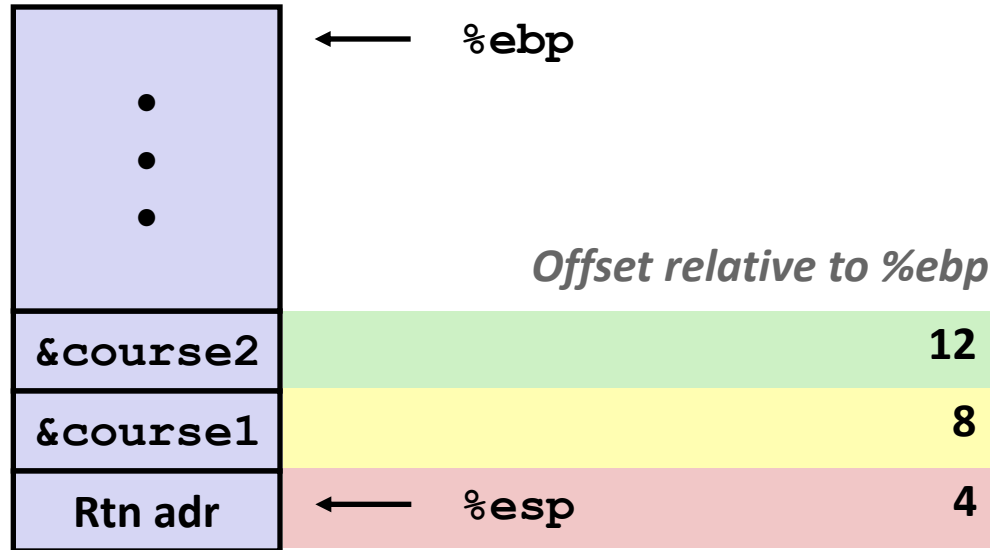 %ebp
Offset relative to %ebp
&course2 12
&course1 8
Rtn adr %esp 4